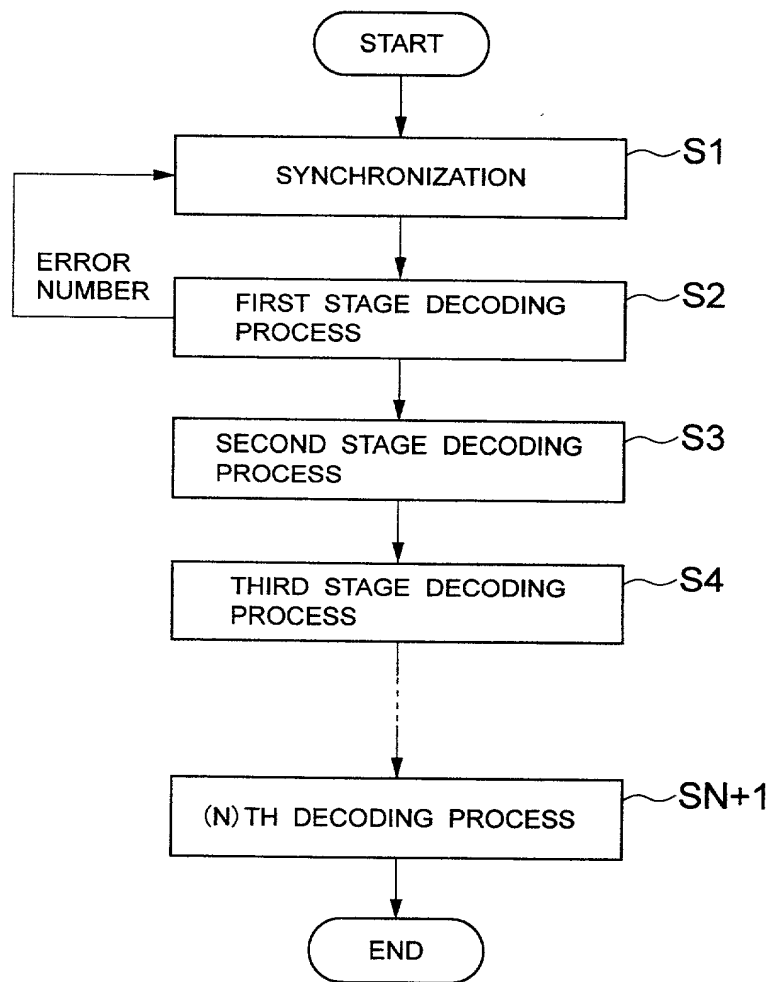 START
SYNCHRONIZATION
S1
ERROR
NUMBER
FIRST STAGE DECODING
PROCESS
S2
SECOND STAGE DECODING
PROCESS
S3
THIRD STAGE DECODING
PROCESS
S4
(N)TH DECODING PROCESS
SN+1
END